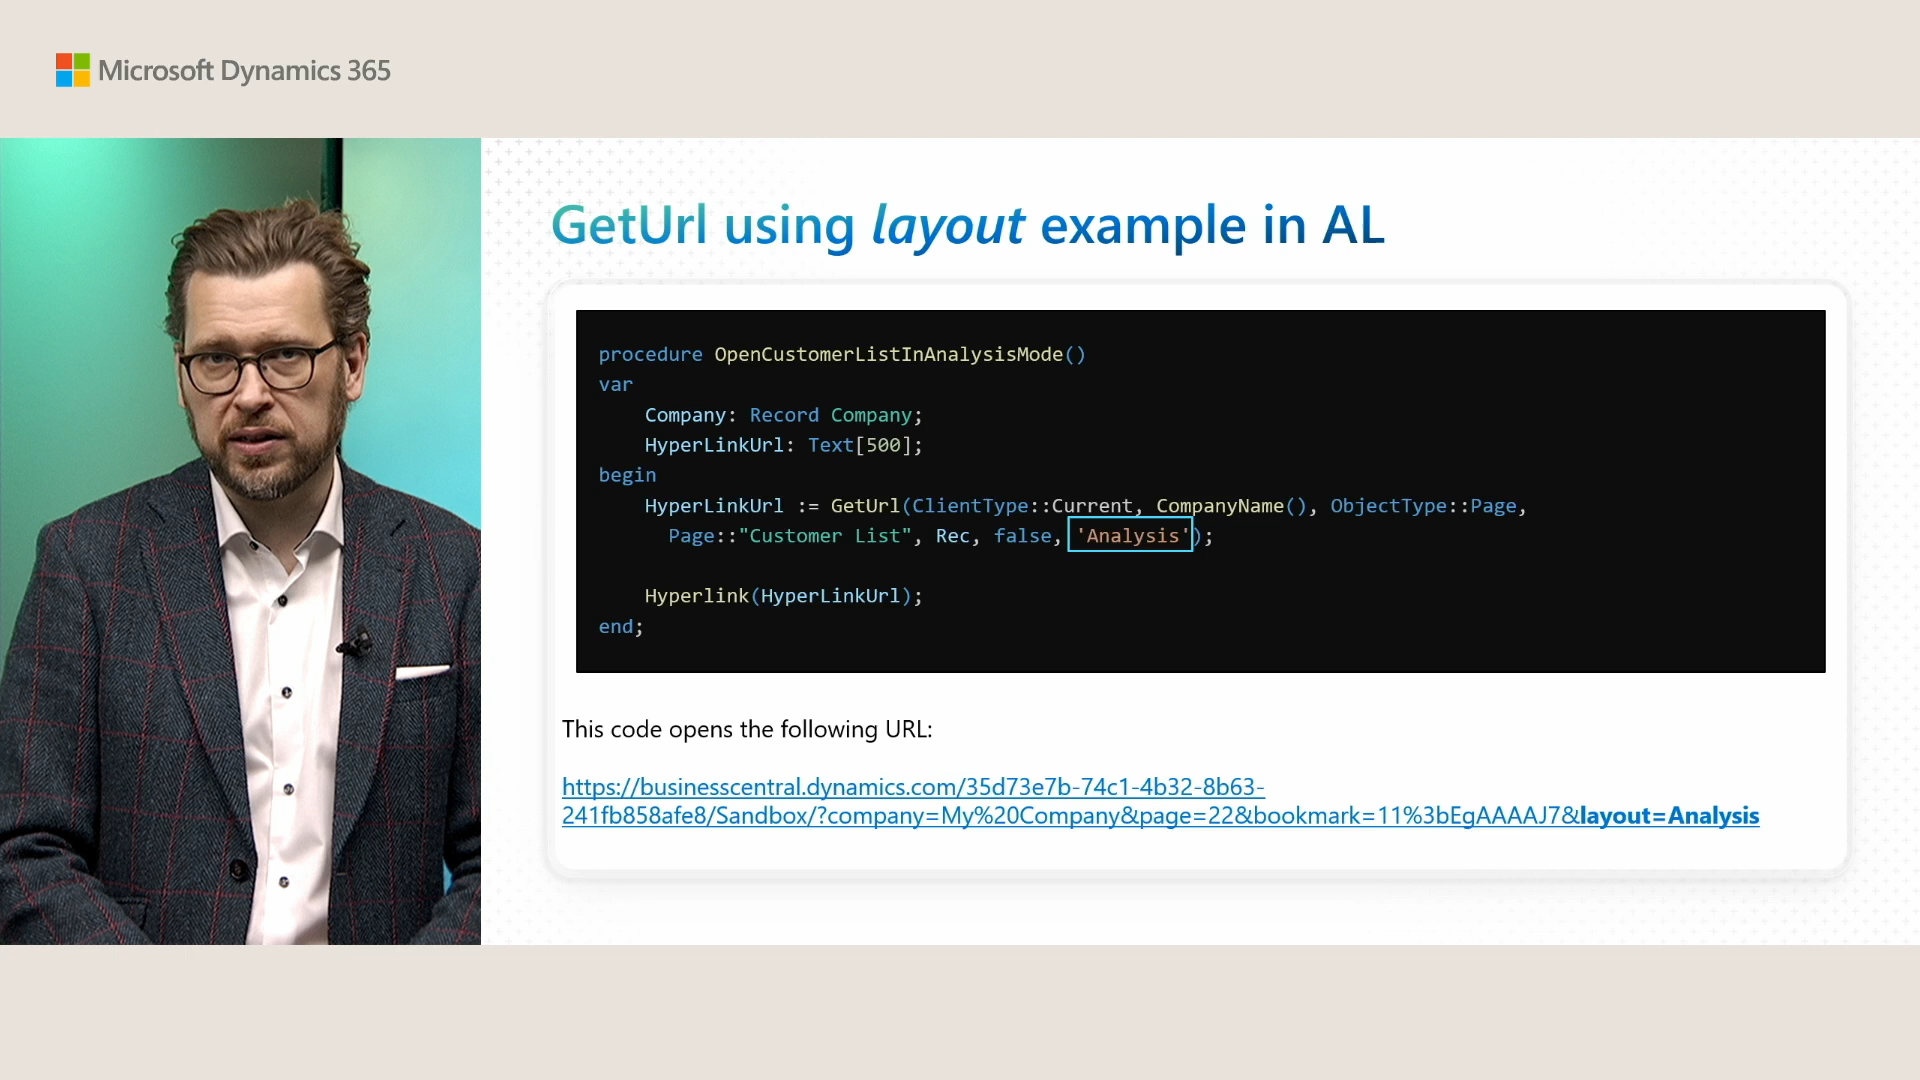 Microsoft Dynamics 365
GetUrl using layout example in AL
procedure OpenCustomerListInAnalysisMode()
var
Company: Record Company;
HyperLinkUrl: Text[500];
begin
HyperLinkUrl := GetUrl(ClientType::Current, CompanyName(), ObjectType::Page,
Page::"Customer List", Rec, false, 'Analysis');
Hyperlink(HyperLinkUrl);
end;
This code opens the following URL:
https://businesscentral.dynamics.com/35d73e7b-74c1-4b32-8b63-
241fb858afe8/Sandbox/?company=My%20Company&page=22&bookmark=11%3bEgAAAAJ7&layout=Analysis